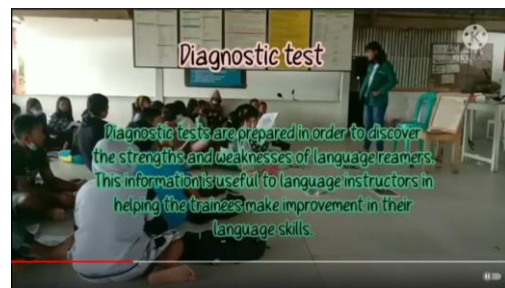 Diagnostic test
Diagnostic tests are prepared in order to discover
the strengths and weaknesses of language reamers.
This information is useful to language instructors in
helping the trainees make improvement in their
language skills.